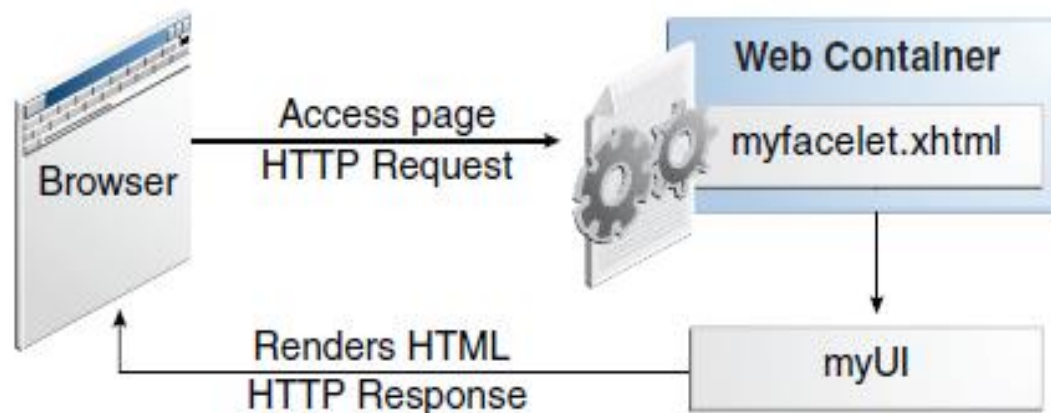 Web Container
Access page
myfacelet.xhtml
HTTP Request
Browser
Renders HTML
myUI
HTTP Response